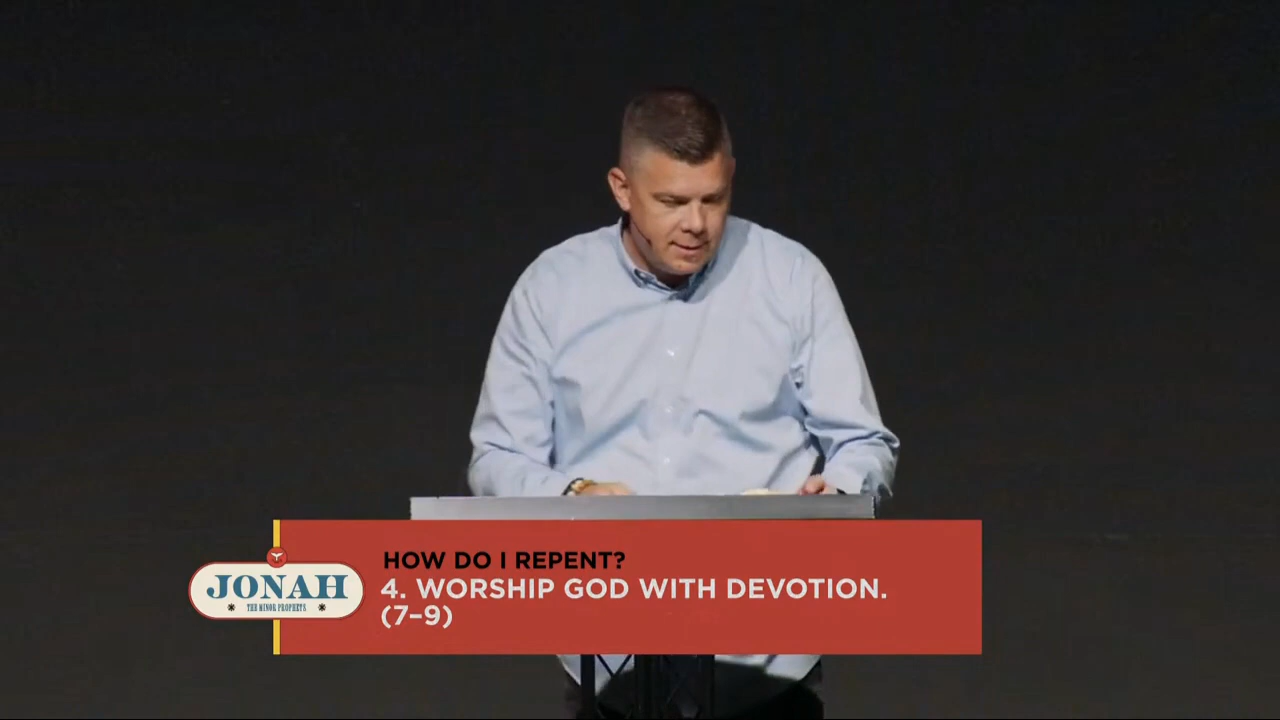 JONAH
THE MINOR PROPHETS
HOW DO I REPENT?
4. WORSHIP GOD WITH DEVOTION.
(7–9)